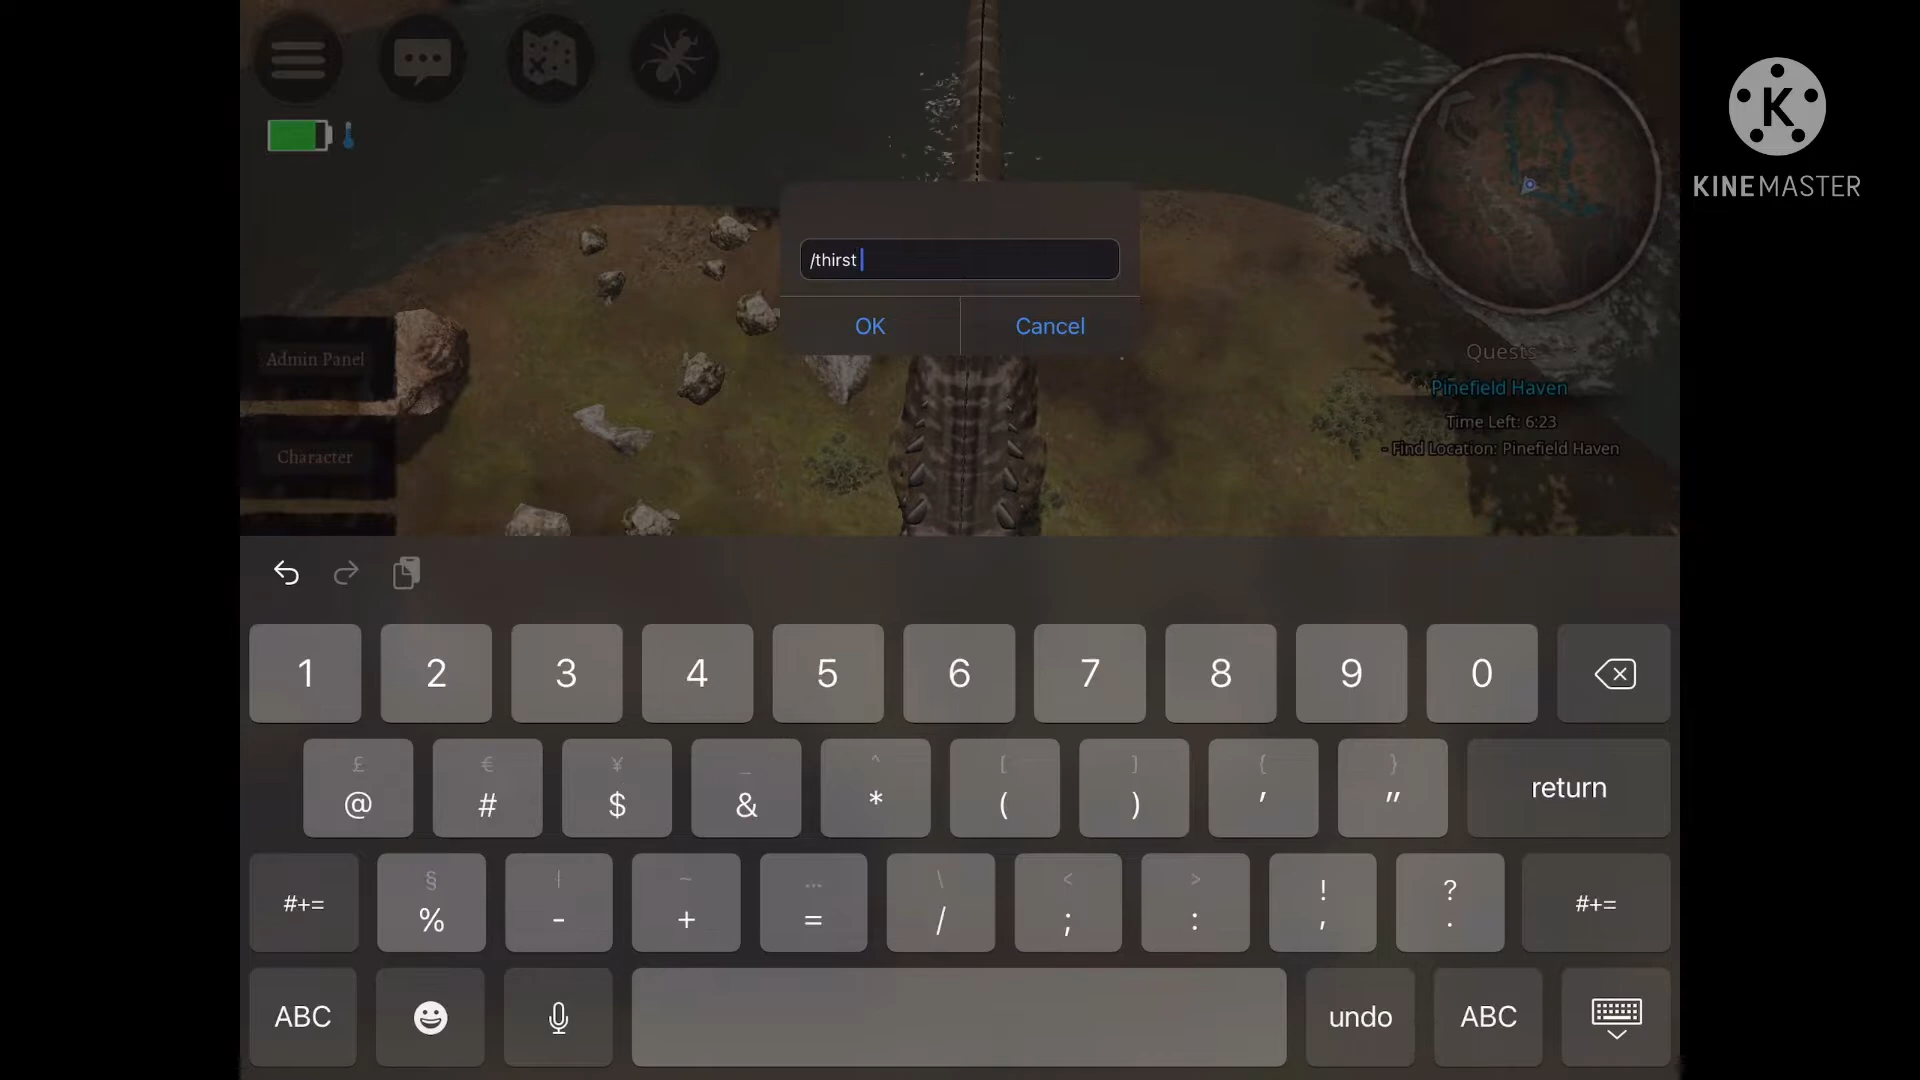 KINEMASTER
/thirst
OK
Cancel
Admin Panel
Character
Quests
Pinefield Haven
Time Left: 6:23
- Find Location: Pinefield Haven
1 2 3 4 5 6 7 8 9 0
£ € ¥ _ ^ [ ] { }
@ # $ & * ( ) ' "
return
§ | ~ … \ < > ! ?
#+= % - + = / ; : , . #+=
ABC
undo
ABC